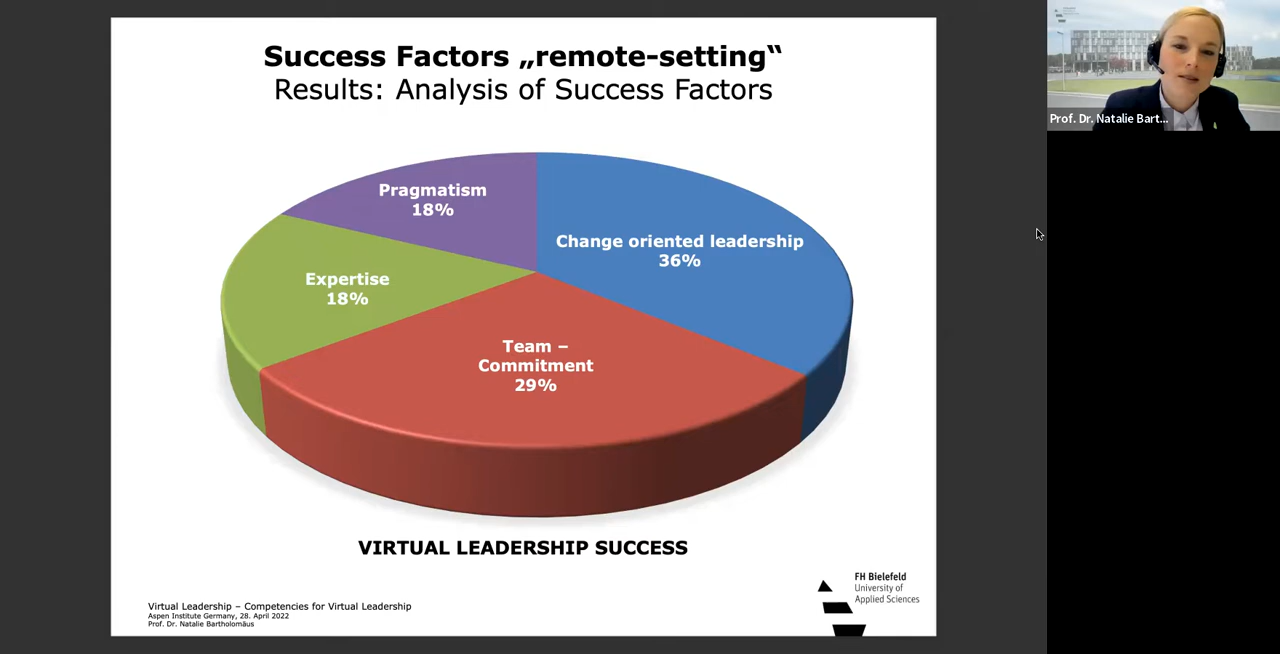 Success Factors „remote-setting“
Results: Analysis of Success Factors
Pragmatism
18%
Change oriented leadership
36%
Expertise
18%
Team –
Commitment
29%
VIRTUAL LEADERSHIP SUCCESS
Virtual Leadership – Competencies for Virtual Leadership
Aspen Institute Germany, 28. April 2022
Prof. Dr. Natalie Bartholomäus
FH Bielefeld
University of
Applied Sciences
Prof. Dr. Natalie Bart...